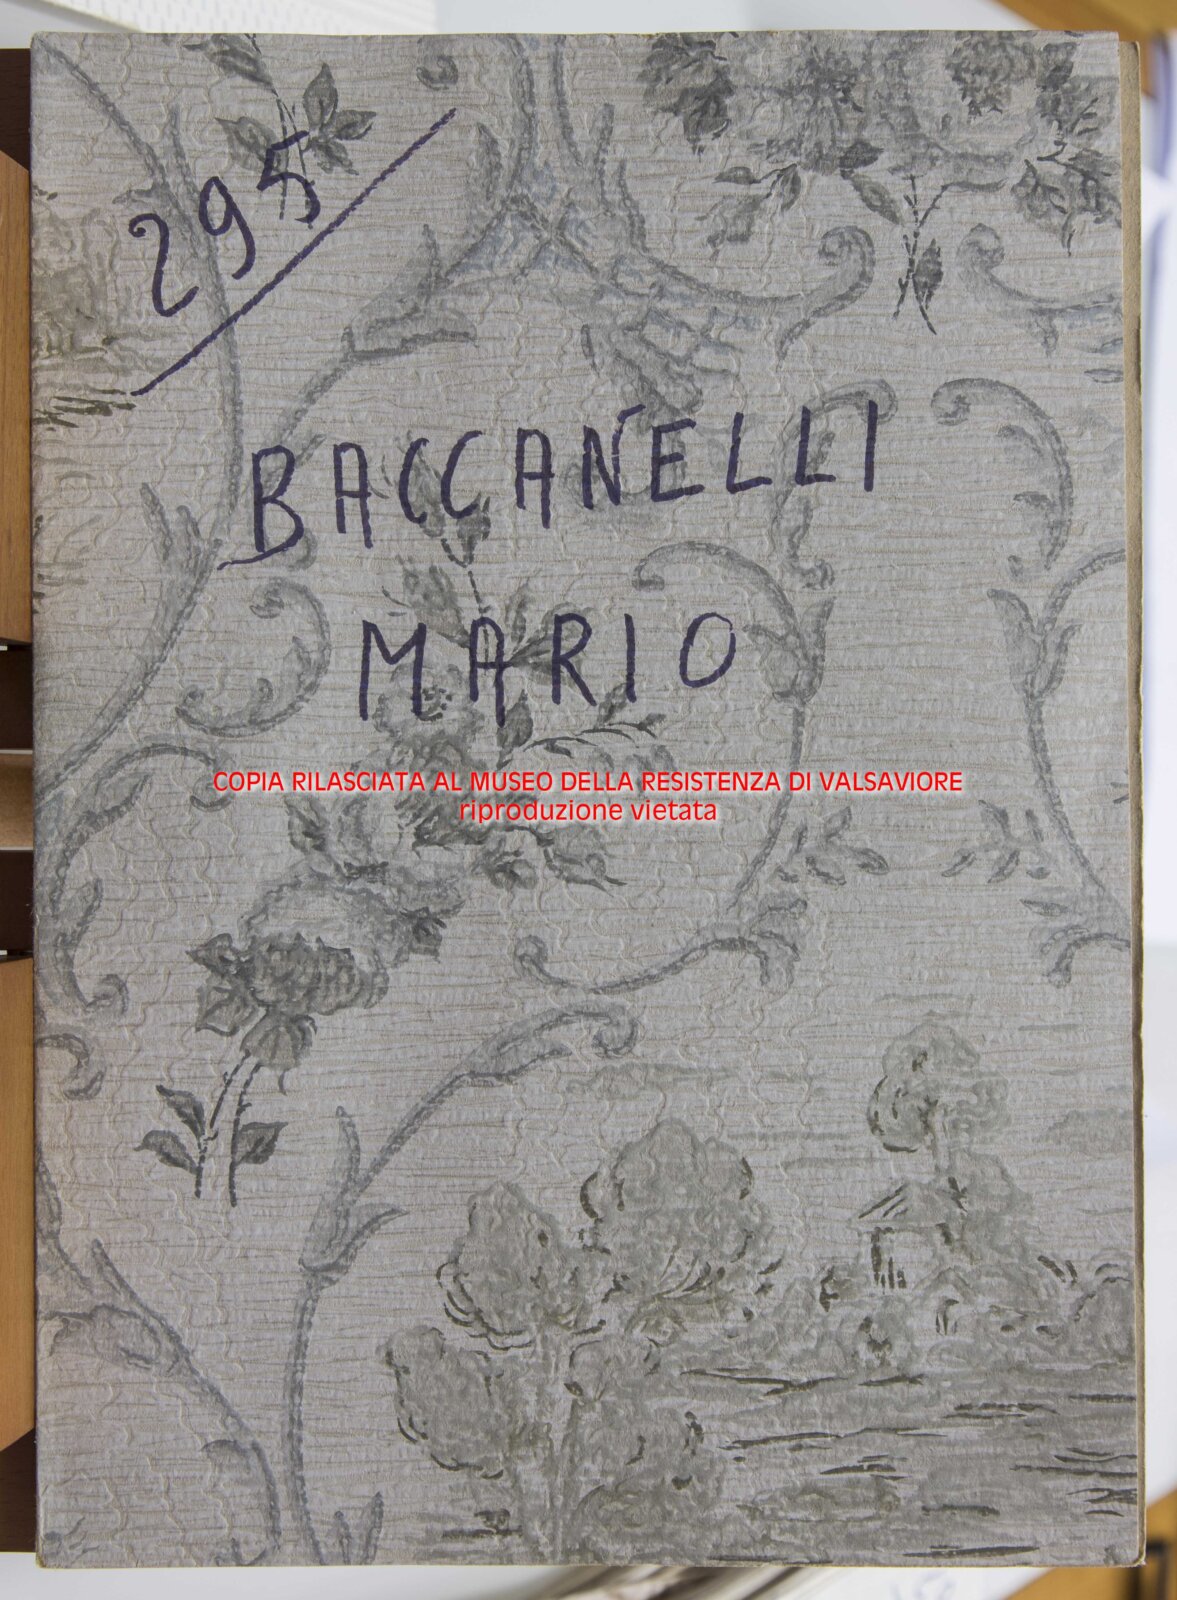 295
BACCANELLI
MARIO
COPIA RILASCIATA AL MUSEO DELLA RESISTENZA DI VALSAVIORE
riproduzione vietata